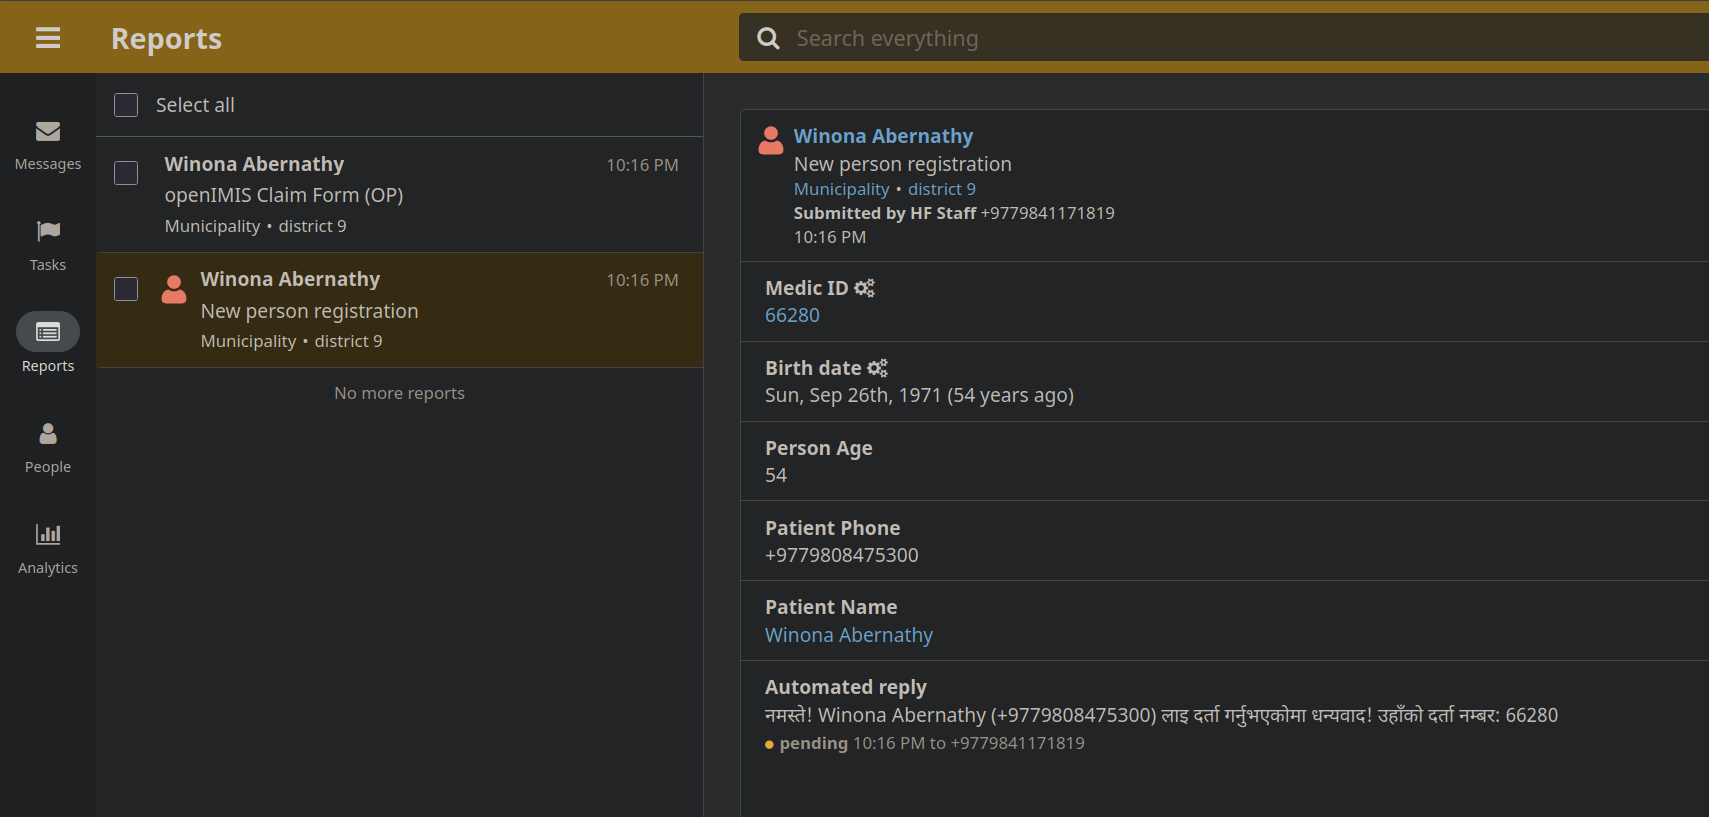 Reports
Search everything
Messages
Tasks
Reports
People
Analytics
Select all
Winona Abernathy 10:16 PM
openIMIS Claim Form (OP)
Municipality • district 9
Winona Abernathy 10:16 PM
New person registration
Municipality • district 9
No more reports
Winona Abernathy
New person registration
Municipality • district 9
Submitted by HF Staff +9779841171819
10:16 PM
Medic ID
66280
Birth date
Sun, Sep 26th, 1971 (54 years ago)
Person Age
54
Patient Phone
+9779808475300
Patient Name
Winona Abernathy
Automated reply
नमस्ते! Winona Abernathy (+9779808475300) लाइ दर्ता गर्नुभएकोमा धन्यवाद! उहाँको दर्ता नम्बर: 66280
pending 10:16 PM to +9779841171819